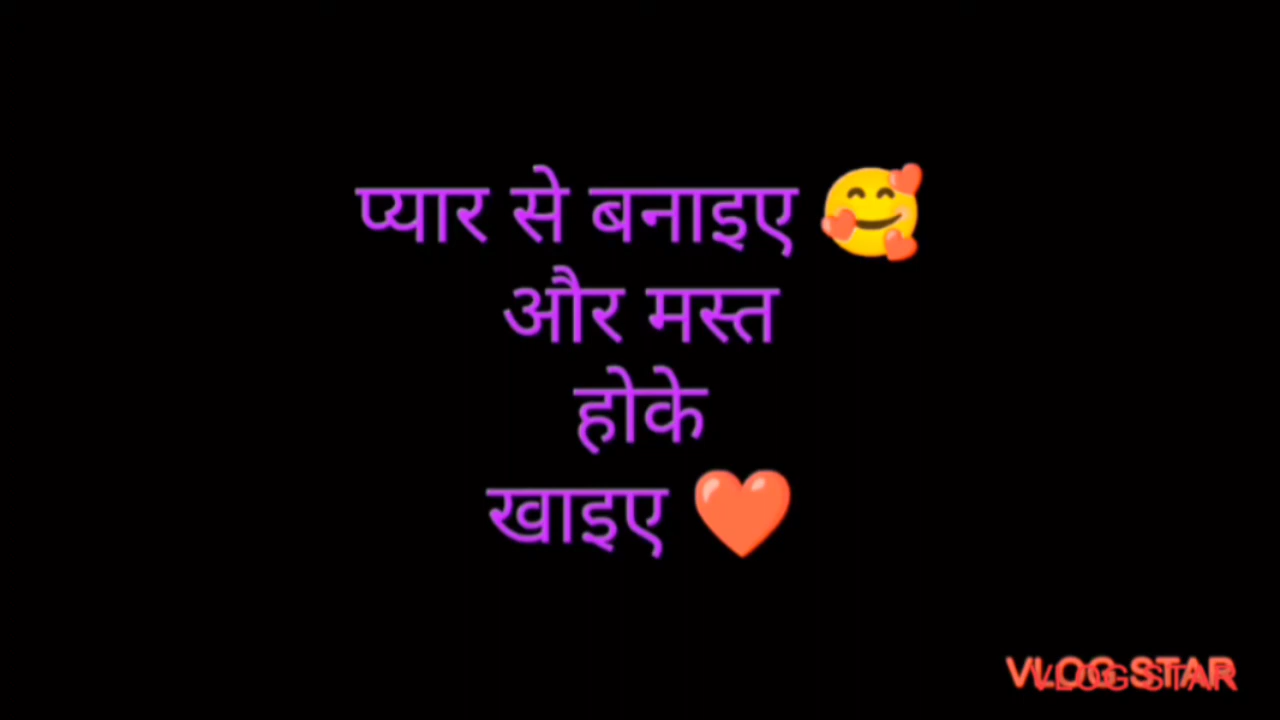 प्यार से बनाइए 🥰
और मस्त
होके
खाइए ❤️
VLOG STAR